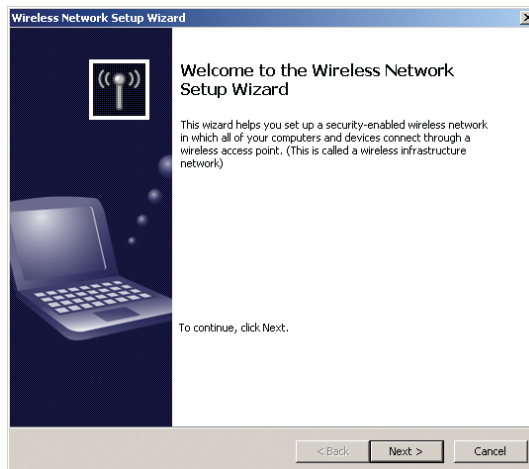 Wireless Network Setup Wizard
Welcome to the Wireless Network
Setup Wizard
This wizard helps you set up a security-enabled wireless network
in which all of your computers and devices connect through a
wireless access point. (This is called a wireless infrastructure
network)
To continue, click Next.
< Back
Next >
Cancel